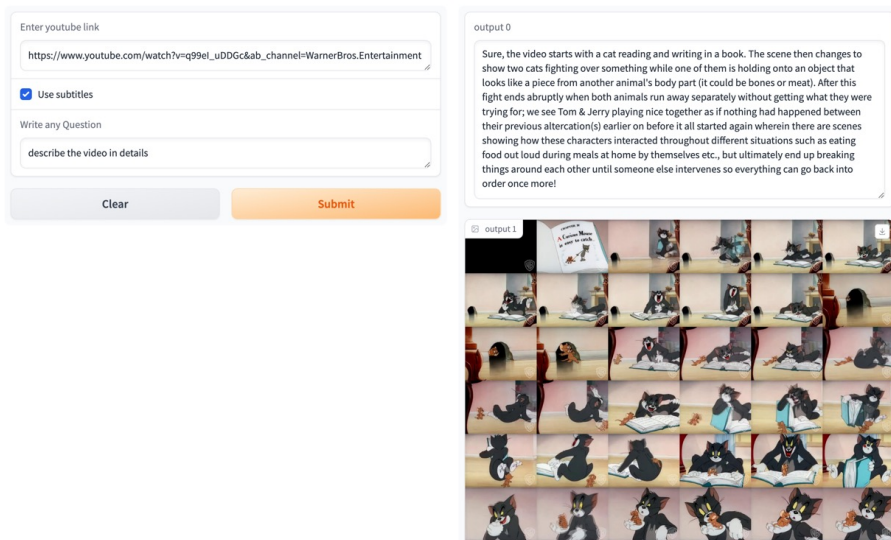 Enter youtube link
https://www.youtube.com/watch?v=q99eI_uDDGc&ab_channel=WarnerBros.Entertainment
Use subtitles
Write any Question
describe the video in details
Clear
Submit
output 0
Sure, the video starts with a cat reading and writing in a book. The scene then changes to
show two cats fighting over something while one of them is holding onto an object that
looks like a piece from another animal's body part (it could be bones or meat). After this
fight ends abruptly when both animals run away separately without getting what they were
trying for; we see Tom & Jerry playing nice together as if nothing had happened between
their previous altercation(s) earlier on before it all started again wherein there are scenes
showing how these characters interacted throughout different situations such as eating
food out loud during meals at home by themselves etc., but ultimately end up breaking
things around each other until someone else intervenes so everything can go back into
order once more!
output 1
A Curious Mouse
is easy to catch.